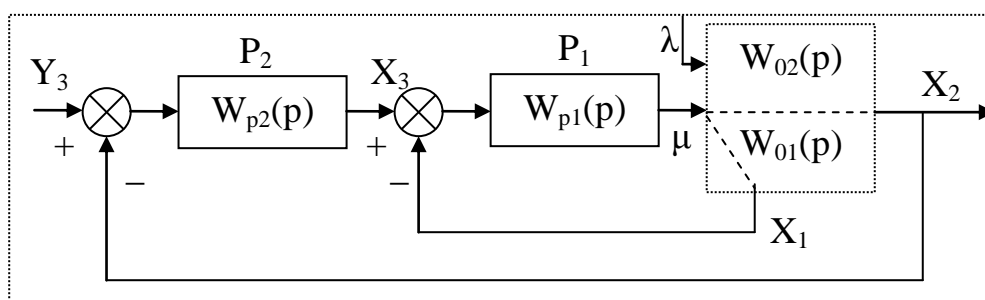 Y₃
+
−
P₂
Wₚ₂(p)
X₃
+
−
P₁
Wₚ₁(p)
λ
μ
W₀₂(p)
W₀₁(p)
X₂
X₁